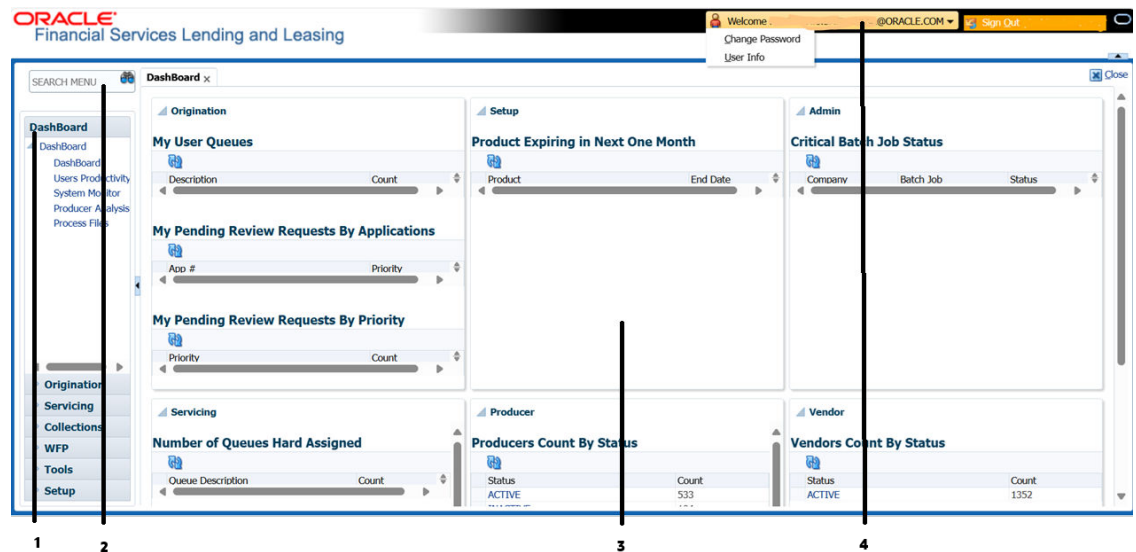 ORACLE
Financial Services Lending and Leasing
Welcome @ORACLE.COM
Sign Out
Change Password
User Info
SEARCH MENU
DashBoard
Close
DashBoard
DashBoard
DashBoard
Users Productivity
System Monitor
Producer Analysis
Process Files
Origination
Servicing
Collections
WFP
Tools
Setup
Origination
My User Queues
Description Count
My Pending Review Requests By Applications
App # Priority
My Pending Review Requests By Priority
Priority Count
Setup
Product Expiring in Next One Month
Product End Date
Admin
Critical Batch Job Status
Company Batch Job Status
Servicing
Number of Queues Hard Assigned
Queue Description Count
Producer
Producers Count By Status
Status Count
ACTIVE 533
Vendor
Vendors Count By Status
Status Count
ACTIVE 1352
1
2
3
4